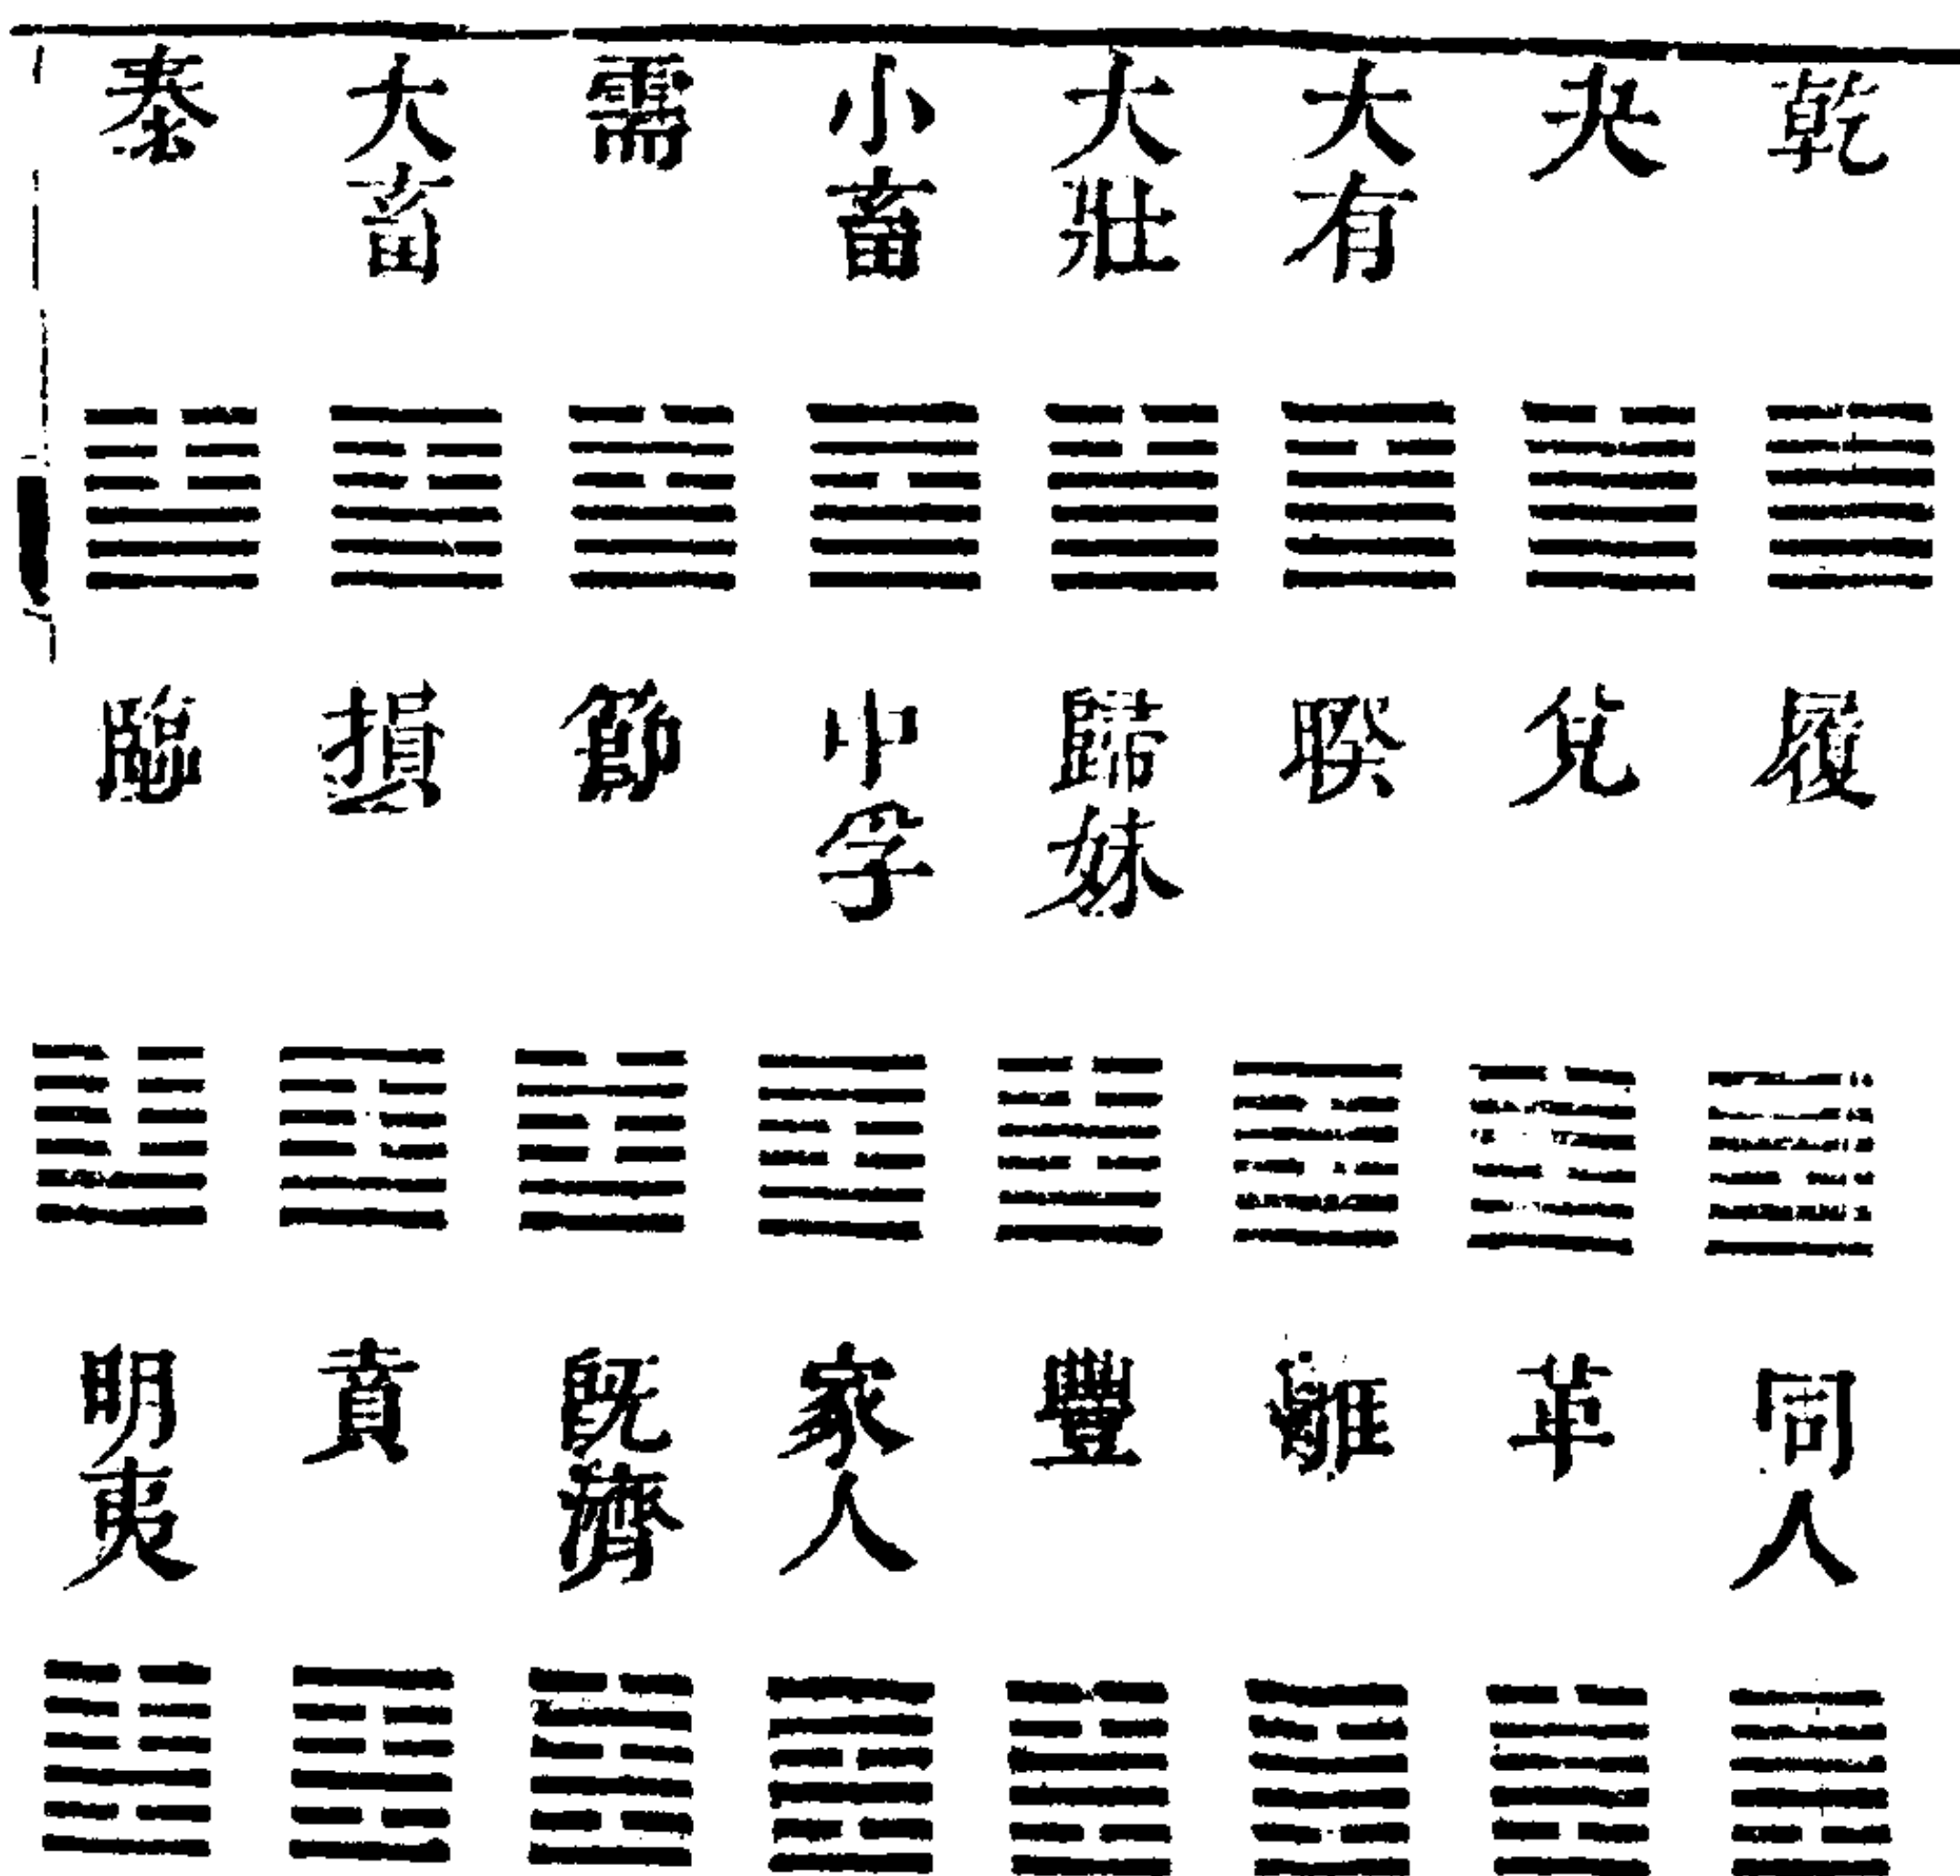 乾
夬
大有
大壯
小畜
需
大畜
泰
履
兌
睽
歸妹
中孚
節
損
臨
同人
革
離
豐
家人
既濟
賁
明夷